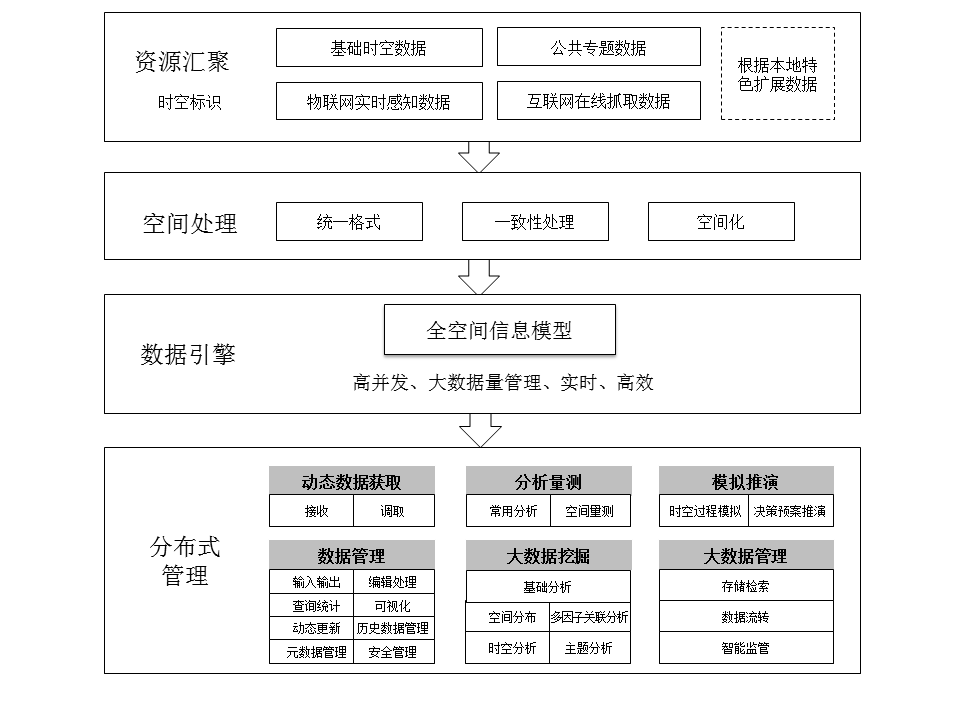 资源汇聚
时空标识
基础时空数据
公共专题数据
物联网实时感知数据
互联网在线抓取数据
根据本地特
色扩展数据
空间处理
统一格式
一致性处理
空间化
数据引擎
全空间信息模型
高并发、大数据量管理、实时、高效
分布式
管理
动态数据获取
接收
调取
分析量测
常用分析
空间量测
模拟推演
时空过程模拟
决策预案推演
数据管理
输入输出
编辑处理
查询统计
可视化
动态更新
历史数据管理
元数据管理
安全管理
大数据挖掘
基础分析
空间分布
多因子关联分析
时空分析
主题分析
大数据管理
存储检索
数据流转
智能监管